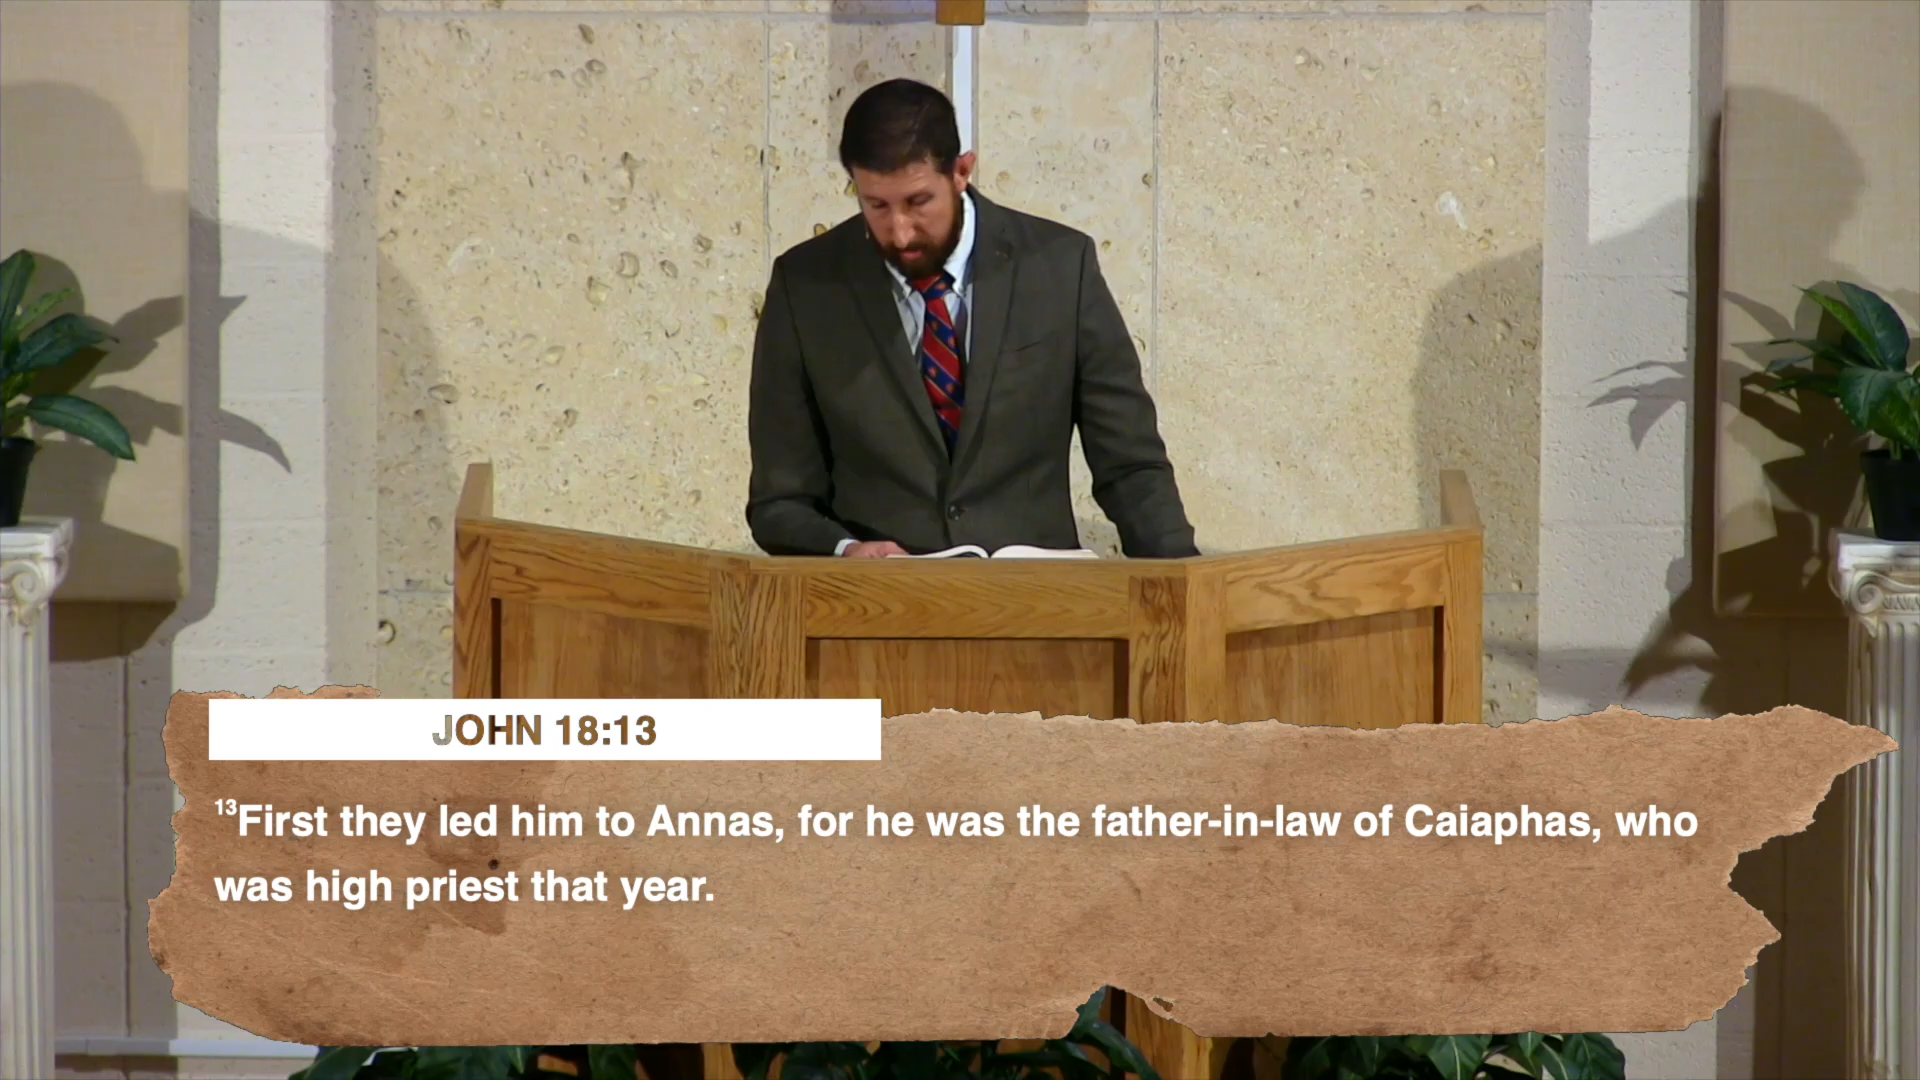 JOHN 18:13
¹³First they led him to Annas, for he was the father-in-law of Caiaphas, who
was high priest that year.